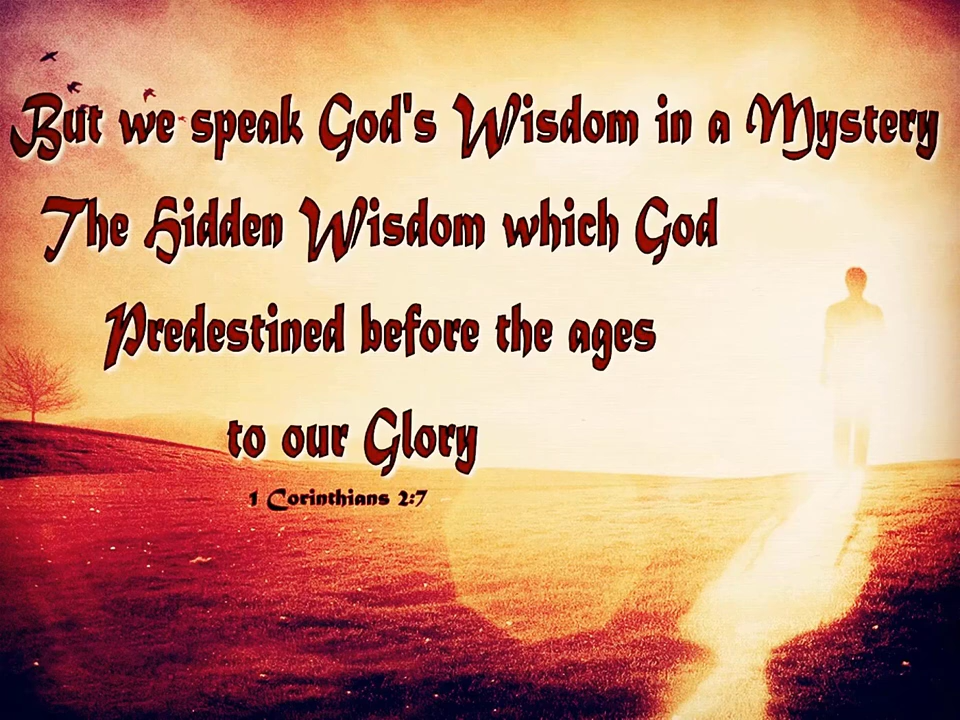 But we speak God's Wisdom in a Mystery
The Hidden Wisdom which God
Predestined before the ages
to our Glory
1 Corinthians 2:7